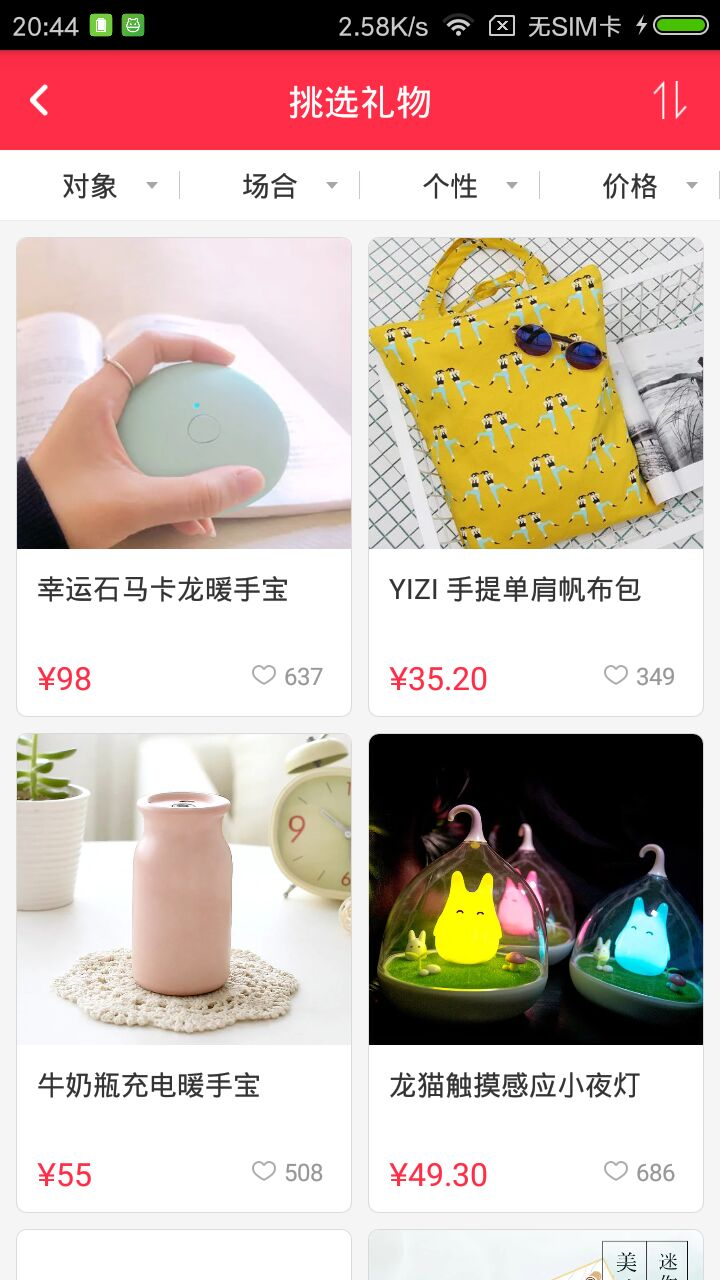 20:44 2.58K/s 无SIM卡
挑选礼物
对象 场合 个性 价格
幸运石马卡龙暖手宝
¥98 637
YIZI 手提单肩帆布包
¥35.20 349
9
6
牛奶瓶充电暖手宝
¥55 508
龙猫触摸感应小夜灯
¥49.30 686
美 迷